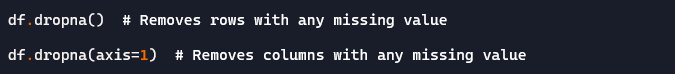 df.dropna()  # Removes rows with any missing value
df.dropna(axis=1)  # Removes columns with any missing value